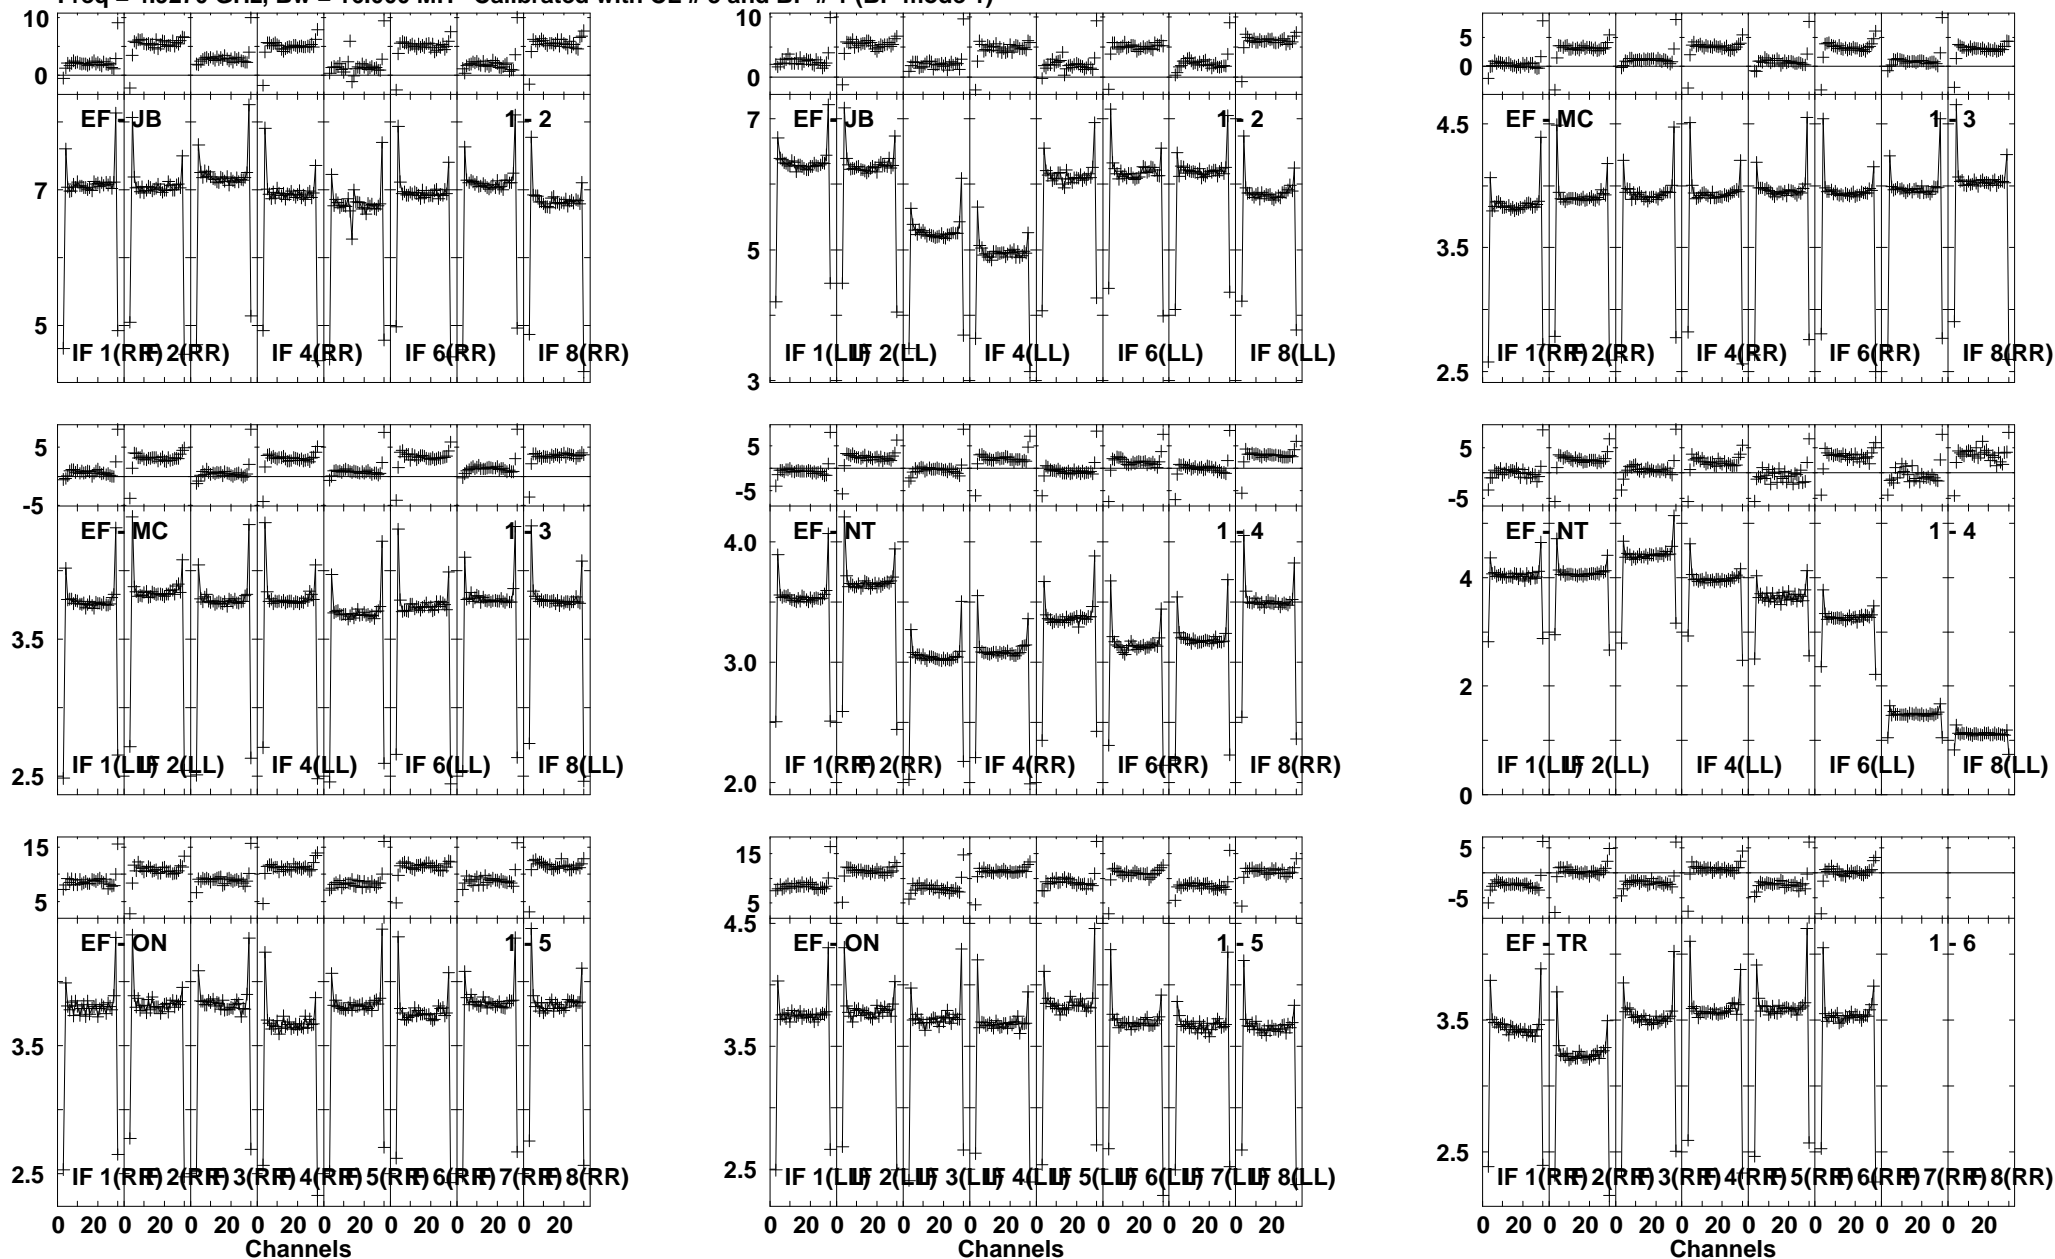 10
0
EF - JB 1 - 2
7
5
IF 1(RR) IF 2(RR) IF 4(RR) IF 6(RR) IF 8(RR)
10
0
7
EF - JB 1 - 2
5
3
IF 1(LL) IF 2(LL) IF 4(LL) IF 6(LL) IF 8(LL)
5
0
4.5
EF - MC 1 - 3
3.5
2.5
IF 1(RR) IF 2(RR) IF 4(RR) IF 6(RR) IF 8(RR)
5
-5
EF - MC 1 - 3
3.5
2.5
IF 1(LL) IF 2(LL) IF 4(LL) IF 6(LL) IF 8(LL)
5
-5
4.0
EF - NT 1 - 4
3.0
2.0
IF 1(RR) IF 2(RR) IF 4(RR) IF 6(RR) IF 8(RR)
5
-5
EF - NT 1 - 4
4
2
0
IF 1(LL) IF 2(LL) IF 4(LL) IF 6(LL) IF 8(LL)
15
5
EF - ON 1 - 5
3.5
2.5
IF 1(RR) IF 2(RR) IF 3(RR) IF 4(RR) IF 5(RR) IF 6(RR) IF 7(RR) IF 8(RR)
0 20 0 20 0 20 0 20 0 20 0 20 0 20 0 20
Channels
15
5
4.5
EF - ON 1 - 5
3.5
2.5
IF 1(LL) IF 2(LL) IF 3(LL) IF 4(LL) IF 5(LL) IF 6(LL) IF 7(LL) IF 8(LL)
0 20 0 20 0 20 0 20 0 20 0 20 0 20 0 20
Channels
5
-5
EF - TR 1 - 6
3.5
2.5
IF 1(RR) IF 2(RR) IF 3(RR) IF 4(RR) IF 5(RR) IF 6(RR) IF 7(RR) IF 8(RR)
0 20 0 20 0 20 0 20 0 20 0 20 0 20 0 20
Channels